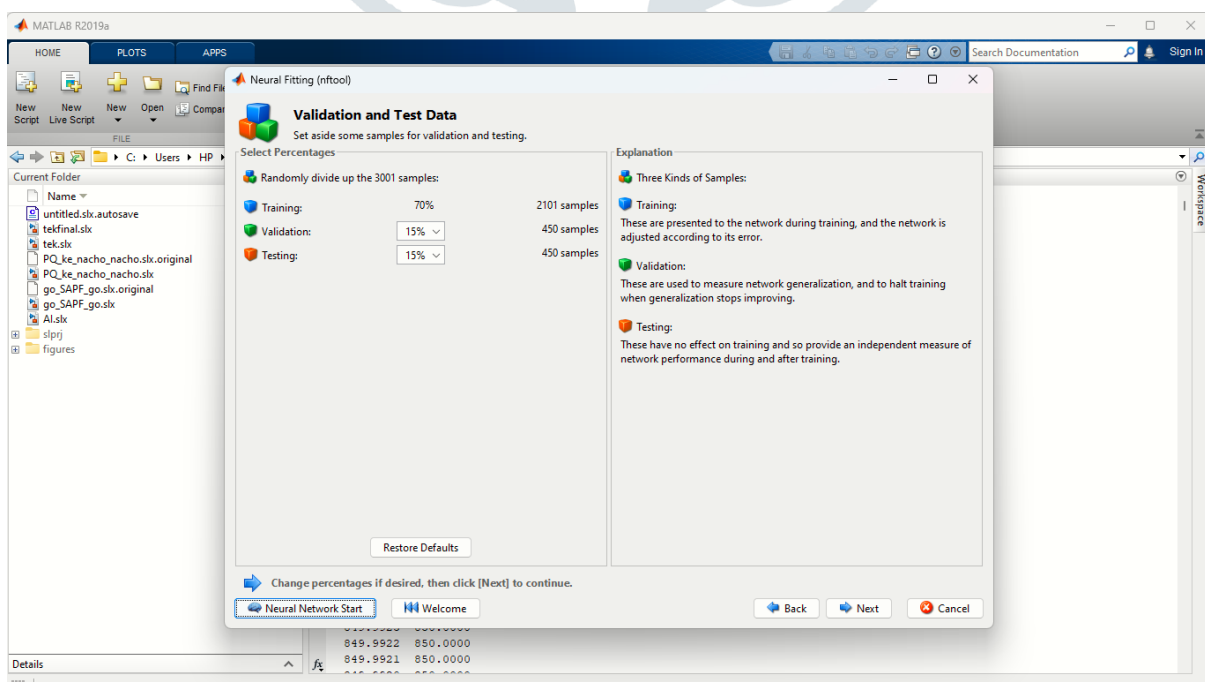 MATLAB R2019a
HOME PLOTS APPS
Search Documentation Sign In
New Script
New Live Script
New
Open
Find File
Compar
FILE
C: Users HP
Current Folder
Workspace
Name
untitled.slx.autosave
tekfinal.slx
tek.slx
PQ_ke_nacho_nacho.slx.original
PQ_ke_nacho_nacho.slx
go_SAPF_go.slx.original
go_SAPF_go.slx
AI.slx
slprj
figures
Details
Neural Fitting (nftool)
Validation and Test Data
Set aside some samples for validation and testing.
Select Percentages
Randomly divide up the 3001 samples:
Training: 70% 2101 samples
Validation: 15% 450 samples
Testing: 15% 450 samples
Restore Defaults
Explanation
Three Kinds of Samples:
Training:
These are presented to the network during training, and the network is
adjusted according to its error.
Validation:
These are used to measure network generalization, and to halt training
when generalization stops improving.
Testing:
These have no effect on training and so provide an independent measure of
network performance during and after training.
Change percentages if desired, then click [Next] to continue.
Neural Network Start Welcome Back Next Cancel
849.9922 850.0000
fx 849.9921 850.0000